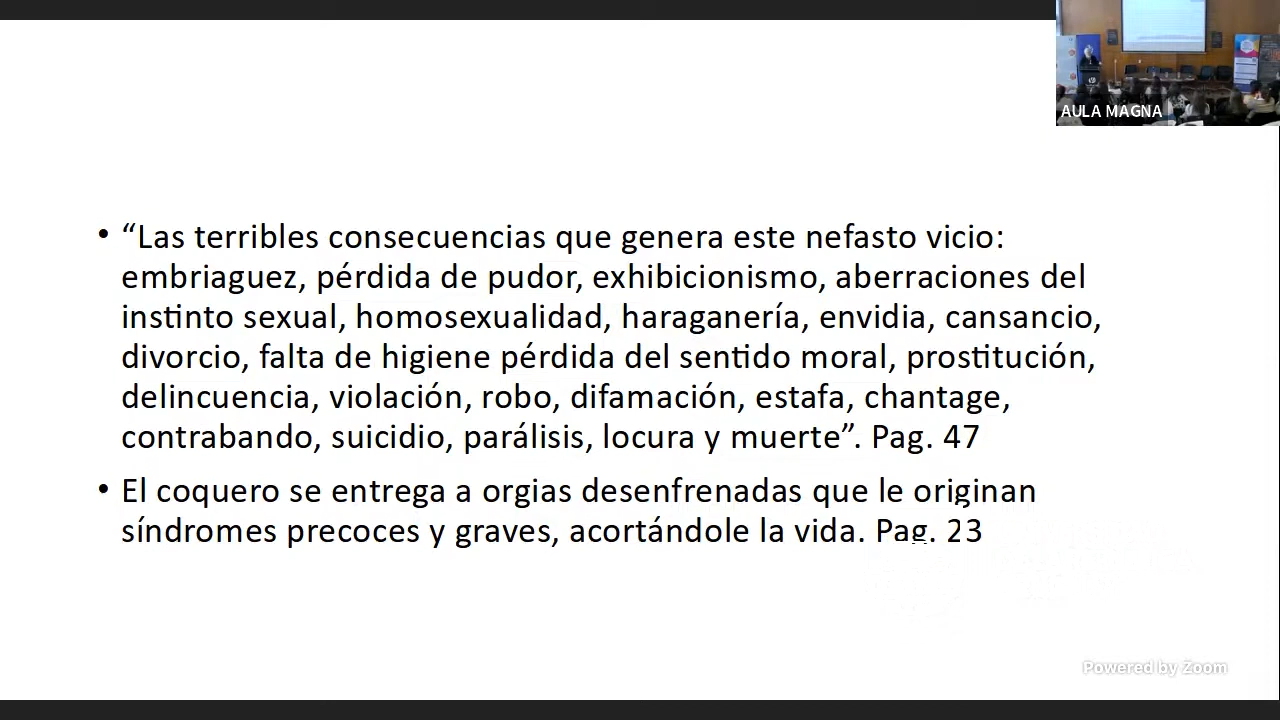 AULA MAGNA
• “Las terribles consecuencias que genera este nefasto vicio:
embriaguez, pérdida de pudor, exhibicionismo, aberraciones del
instinto sexual, homosexualidad, haraganería, envidia, cansancio,
divorcio, falta de higiene pérdida del sentido moral, prostitución,
delincuencia, violación, robo, difamación, estafa, chantage,
contrabando, suicidio, parálisis, locura y muerte”. Pag. 47
• El coquero se entrega a orgias desenfrenadas que le originan
síndromes precoces y graves, acortándole la vida. Pag. 23
Powered by Zoom